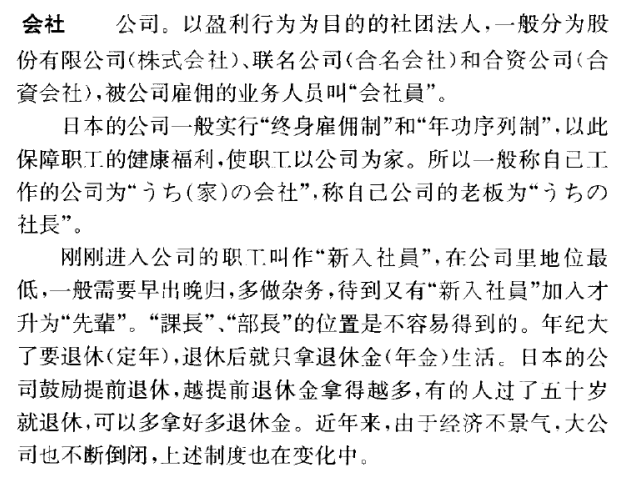 会社　　公司。以盈利行为为目的的社团法人，一般分为股
份有限公司(株式会社)、联名公司(合名会社)和合资公司(合
資会社)，被公司雇佣的业务人员叫“会社員”。
日本的公司一般实行“终身雇佣制”和“年功序列制”，以此
保障职工的健康福利，使职工以公司为家。所以一般称自己工
作的公司为“うち(家)の会社”，称自己公司的老板为“うちの
社長”。
刚刚进入公司的职工叫作“新入社員”，在公司里地位最
低，一般需要早出晚归，多做杂务，待到又有“新入社員”加入才
升为“先輩”。“課長”、“部長”的位置是不容易得到的。年纪大
了要退休(定年)，退休后就只拿退休金(年金)生活。日本的公
司鼓励提前退休，越提前退休金拿得越多，有的人过了五十岁
就退休，可以多拿好多退休金。近年来，由于经济不景气，大公
司也不断倒闭，上述制度也在变化中。